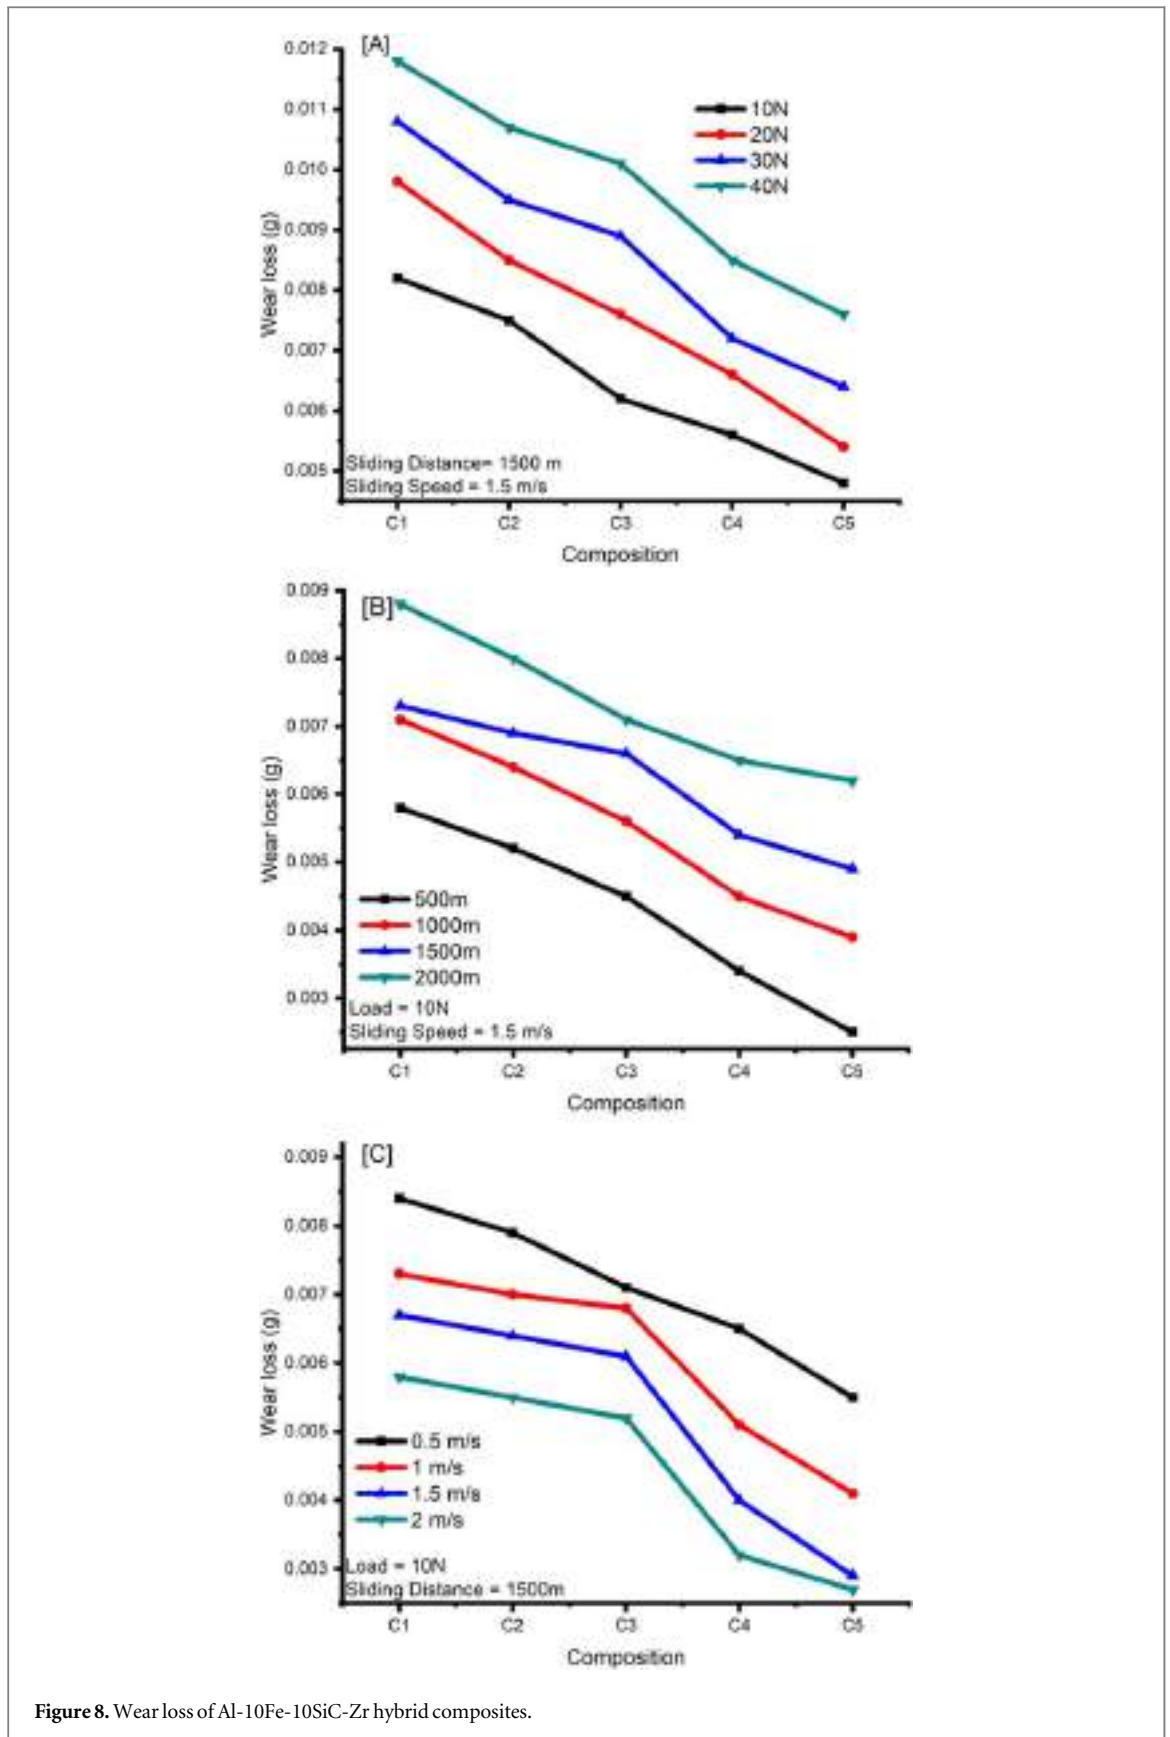 [A]
0.012
0.011
0.010
0.009
0.008
0.007
0.006
0.005
Wear loss (g)
10N
20N
30N
40N
Sliding Distance= 1500 m
Sliding Speed = 1.5 m/s
C1 C2 C3 C4 C5
Composition
[B]
0.009
0.008
0.007
0.006
0.005
0.004
0.003
Wear loss (g)
500m
1000m
1500m
2000m
Load = 10N
Sliding Speed = 1.5 m/s
C1 C2 C3 C4 C5
Composition
[C]
0.009
0.008
0.007
0.006
0.005
0.004
0.003
Wear loss (g)
0.5 m/s
1 m/s
1.5 m/s
2 m/s
Load = 10N
Sliding Distance = 1500m
C1 C2 C3 C4 C5
Composition
Figure 8. Wear loss of Al-10Fe-10SiC-Zr hybrid composites.